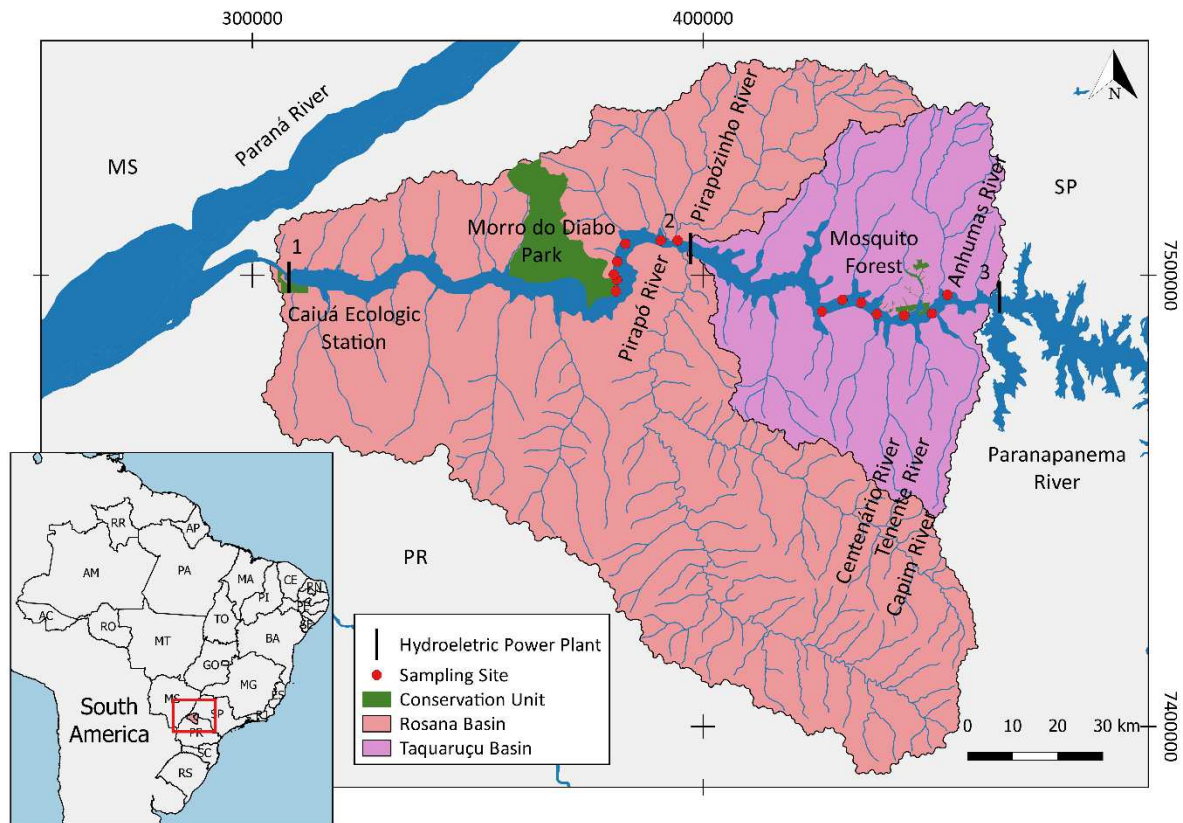 300000
400000
Paraná River
MS
N
SP
Pirapózinho River
Anhumas River
Morro do Diabo
Park
Mosquito
Forest
1
2
3
7500000
Caiuá Ecologic
Station
Pirapó River
Paranapanema
River
Centenário River
Tenente River
Capim River
PR
7400000
0 10 20 30 km
Hydroeletric Power Plant
Sampling Site
Conservation Unit
Rosana Basin
Taquaruçu Basin
RR
AP
AM
PA
MA
CE
RN
PI
AC
RO
TO
BA
MT
GO
MG
MS
SP
PR
SC
RS
South
America